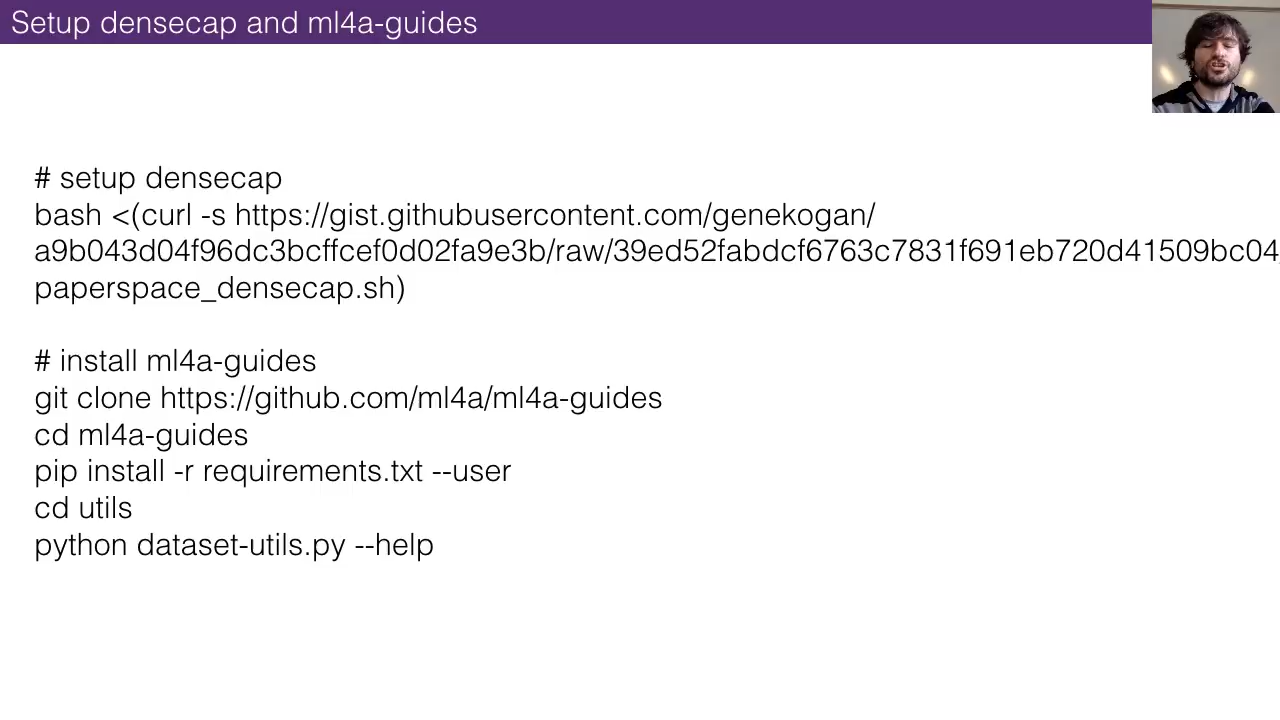 Setup densecap and ml4a-guides
# setup densecap
bash <(curl -s https://gist.githubusercontent.com/genekogan/
a9b043d04f96dc3bcffcef0d02fa9e3b/raw/39ed52fabdcf6763c7831f691eb720d41509bc04/
paperspace_densecap.sh)
# install ml4a-guides
git clone https://github.com/ml4a/ml4a-guides
cd ml4a-guides
pip install -r requirements.txt --user
cd utils
python dataset-utils.py --help